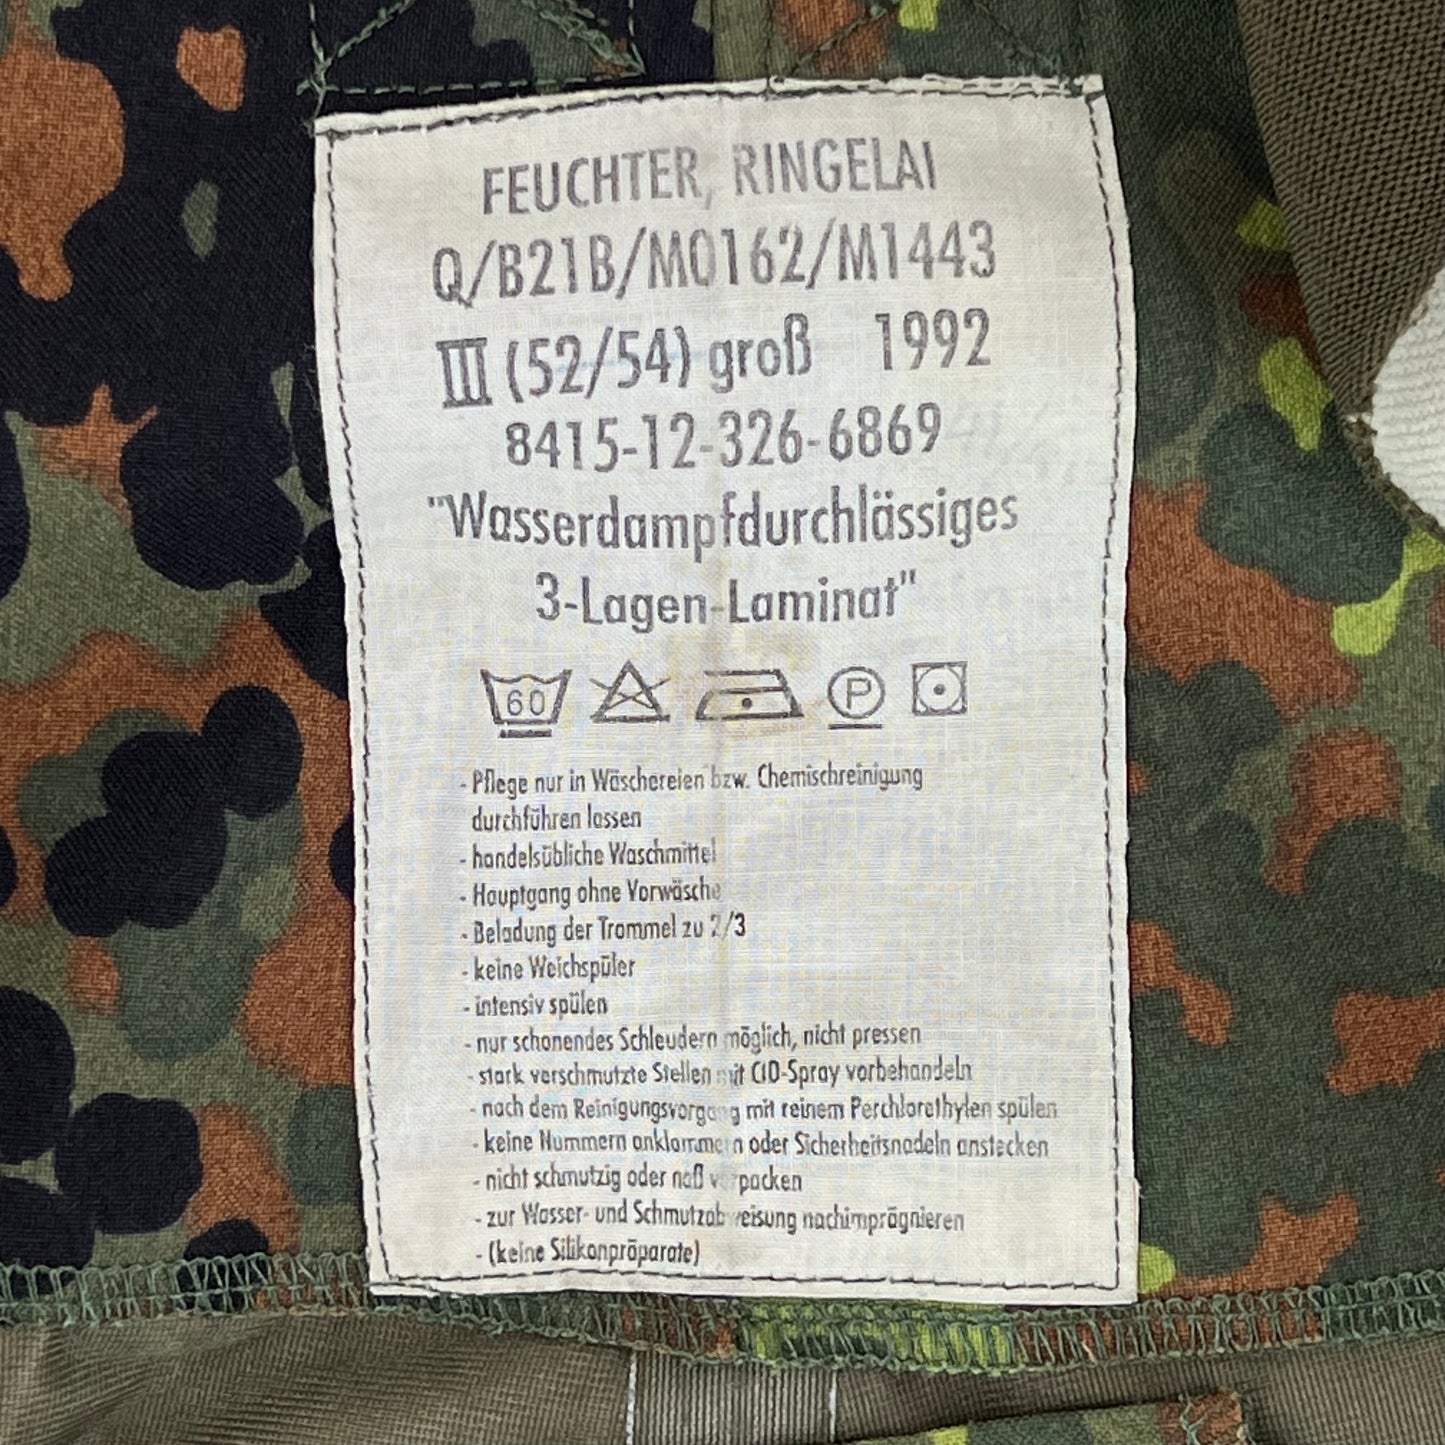 FEUCHTER, RINGELAI
Q/B21B/M0162/M1443
III (52/54) groß 1992
8415-12-326-6869
"Wasserdampfdurchlässiges
3-Lagen-Laminat"
60 P
- Pflege nur in Wäschereien bzw. Chemischreinigung
durchführen lassen
- handelsübliche Waschmittel
- Hauptgang ohne Vorwäsche
- Beladung der Trommel zu 2/3
- keine Weichspüler
- intensiv spülen
- nur schonendes Schleudern möglich, nicht pressen
- stark verschmutzte Stellen mit CID-Spray vorbehandeln
- nach dem Reinigungsvorgang mit reinem Perchlorethylen spülen
- keine Nummern anklammern oder Sicherheitsnadeln anstecken
- nicht schmutzig oder naß verpacken
- zur Wasser- und Schmutzabweisung nachimprägnieren
- (keine Silikonpräparate)